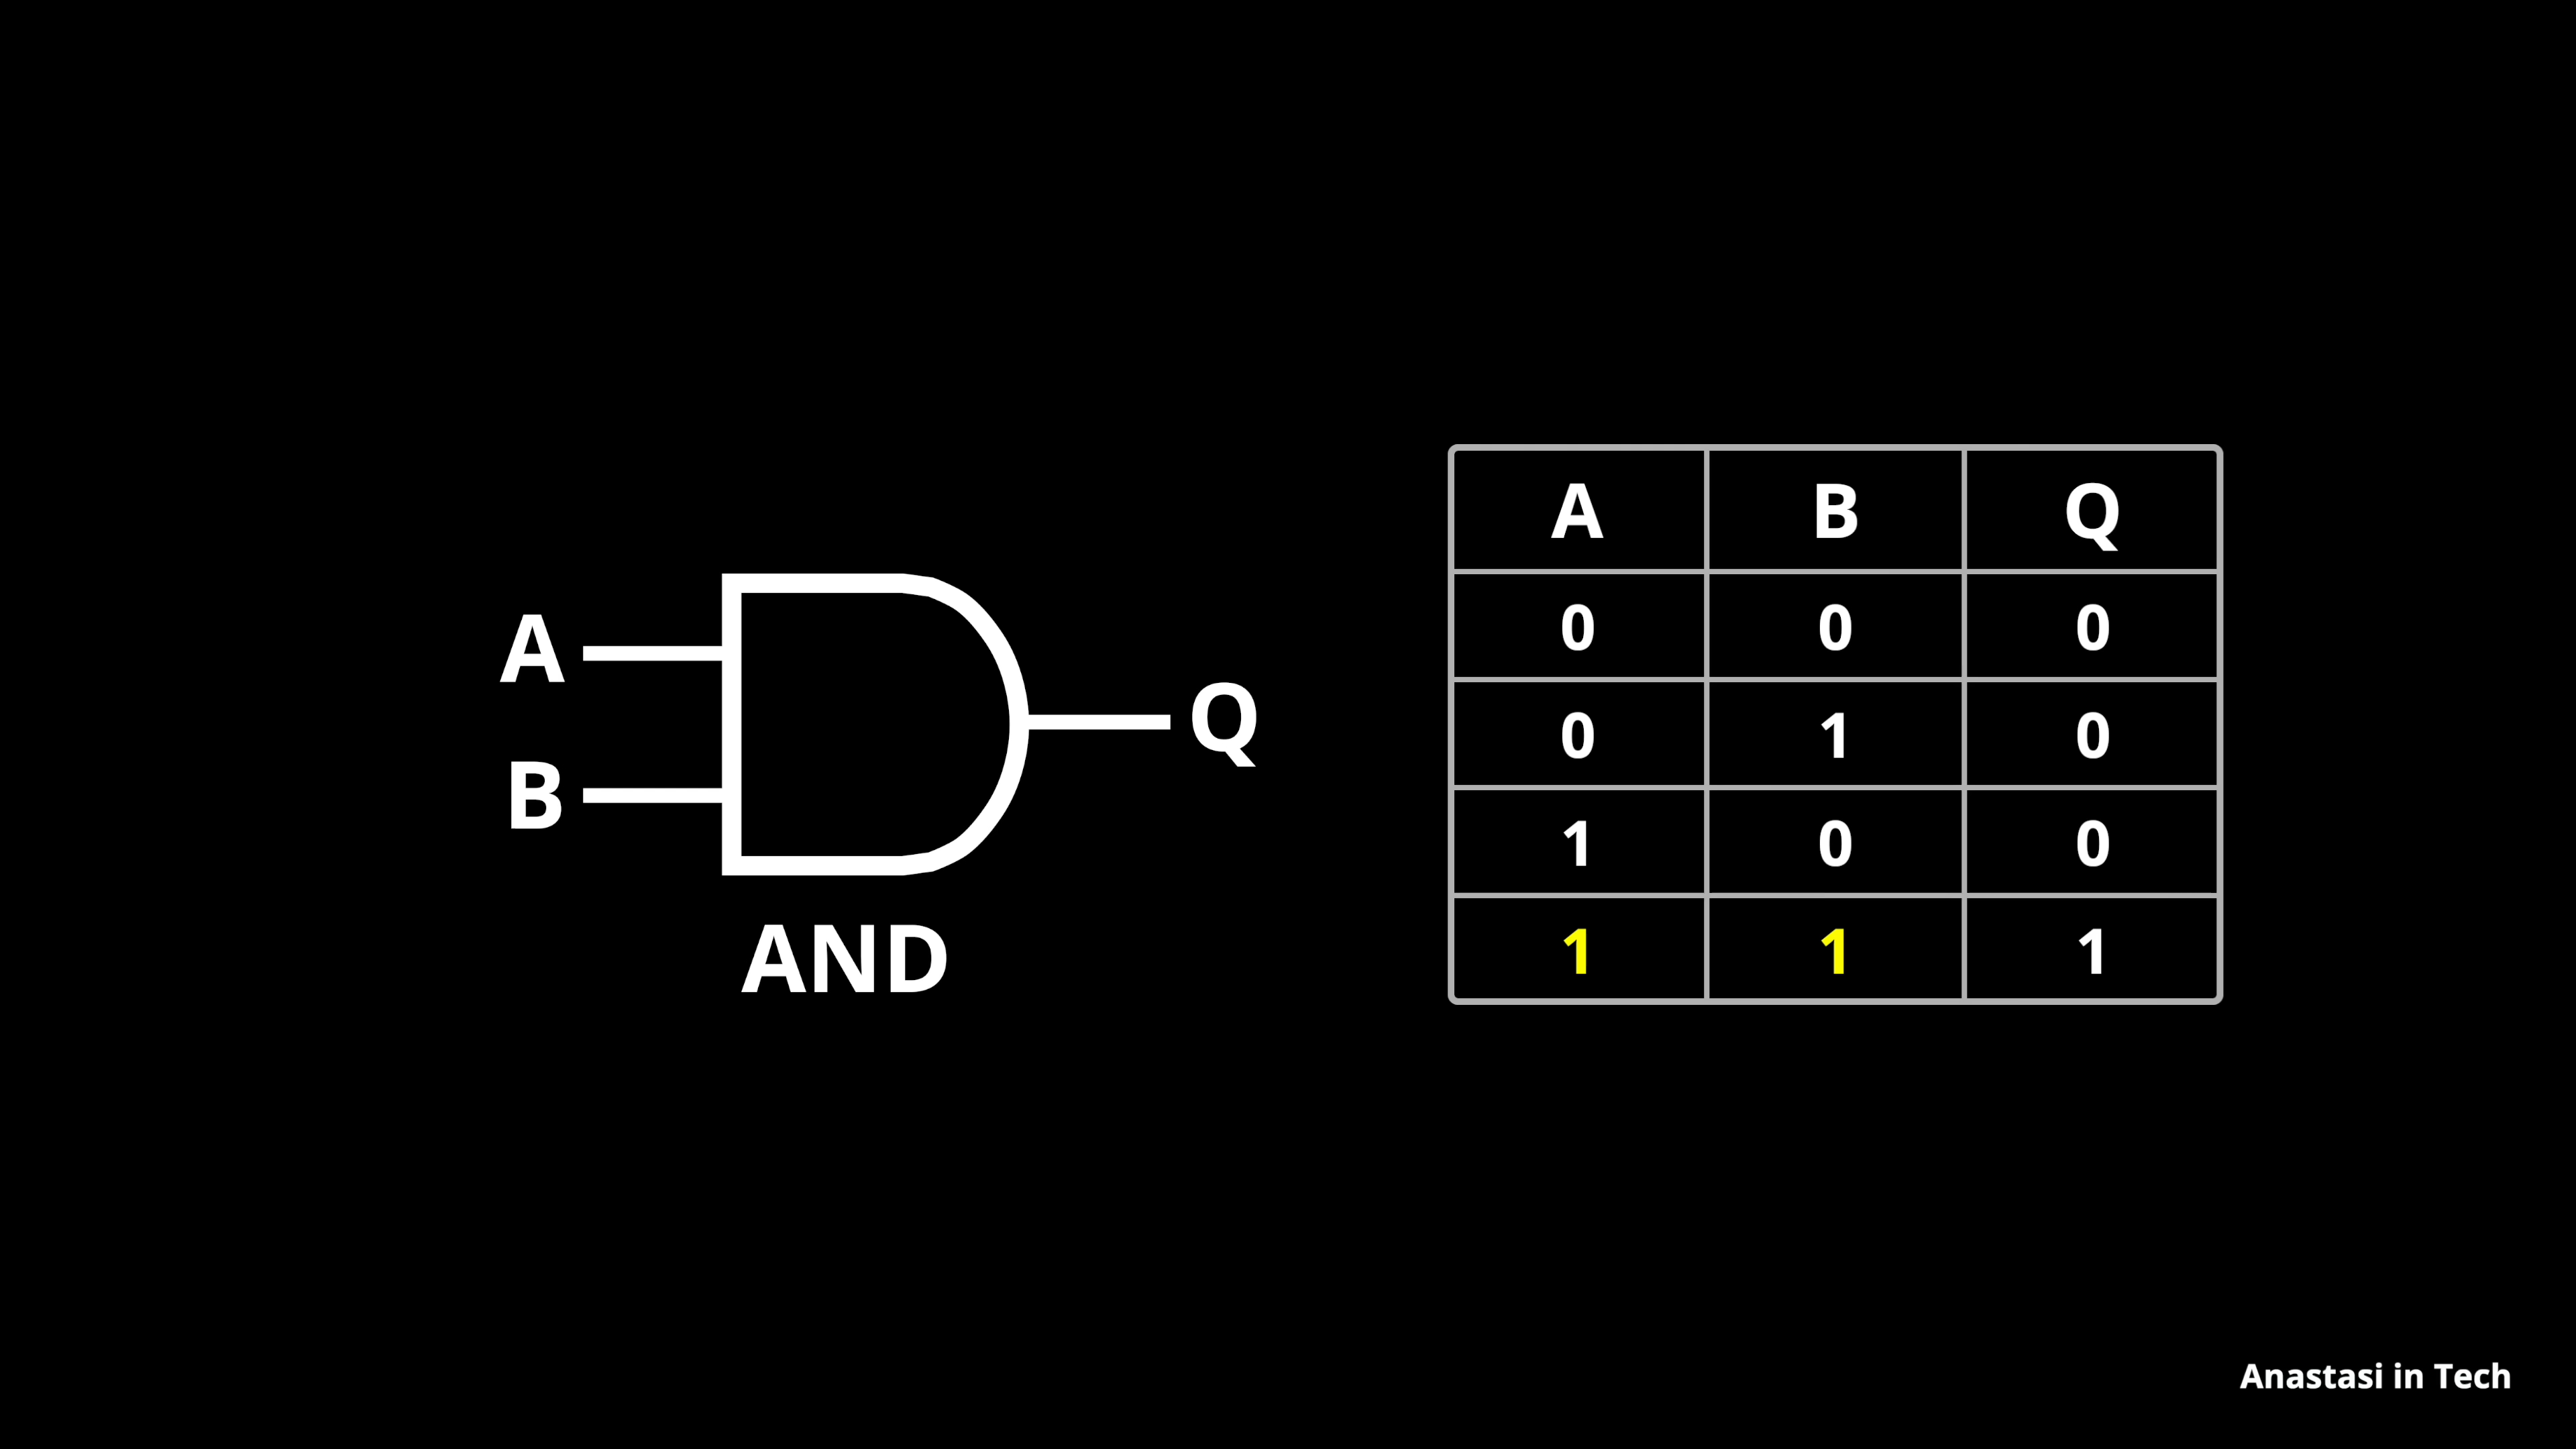 A
B
Q
AND
A B Q
0 0 0
0 1 0
1 0 0
1 1 1
Anastasi in Tech